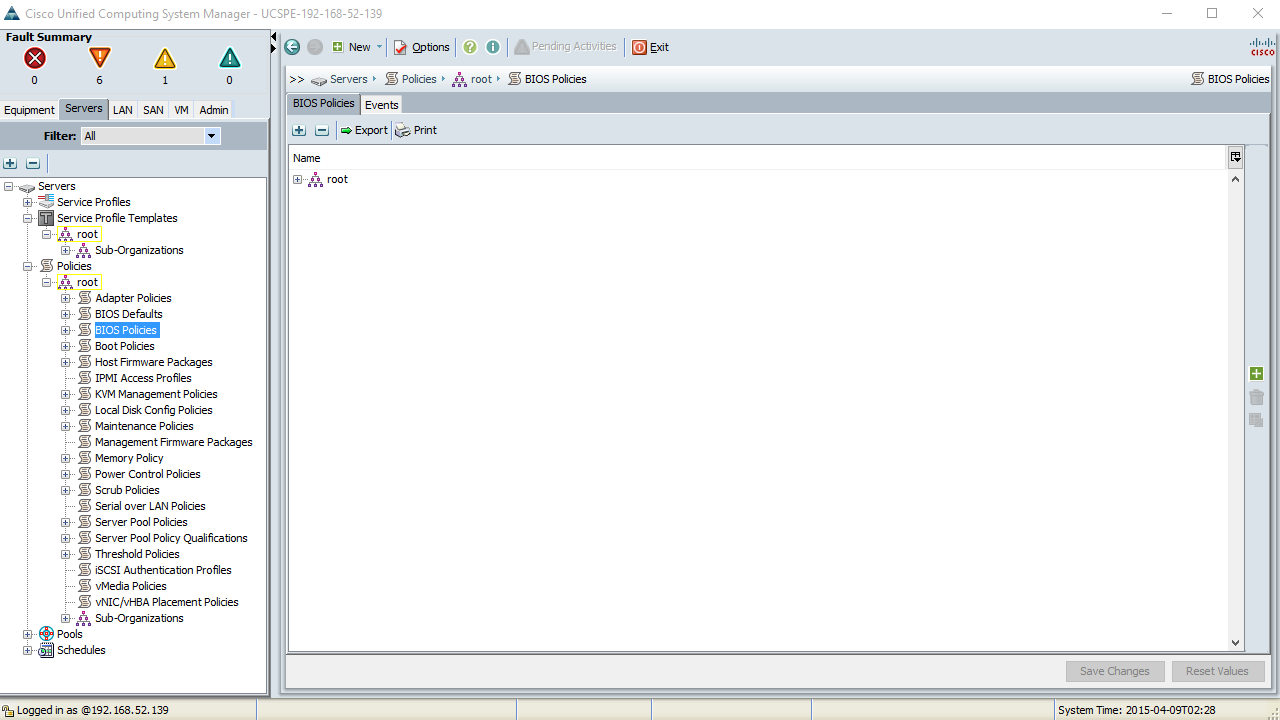 Cisco Unified Computing System Manager - UCSPE-192-168-52-139
Fault Summary
0 6 1 0
Equipment Servers LAN SAN VM Admin
Filter: All
Servers
Service Profiles
Service Profile Templates
root
Sub-Organizations
Policies
root
Adapter Policies
BIOS Defaults
BIOS Policies
Boot Policies
Host Firmware Packages
IPMI Access Profiles
KVM Management Policies
Local Disk Config Policies
Maintenance Policies
Management Firmware Packages
Memory Policy
Power Control Policies
Scrub Policies
Serial over LAN Policies
Server Pool Policies
Server Pool Policy Qualifications
Threshold Policies
iSCSI Authentication Profiles
vMedia Policies
vNIC/vHBA Placement Policies
Sub-Organizations
Pools
Schedules
New Options Pending Activities Exit
CISCO
>> Servers Policies root BIOS Policies BIOS Policies
BIOS Policies Events
Export Print
Name
root
Save Changes Reset Values
Logged in as @192.168.52.139 System Time: 2015-04-09T02:28